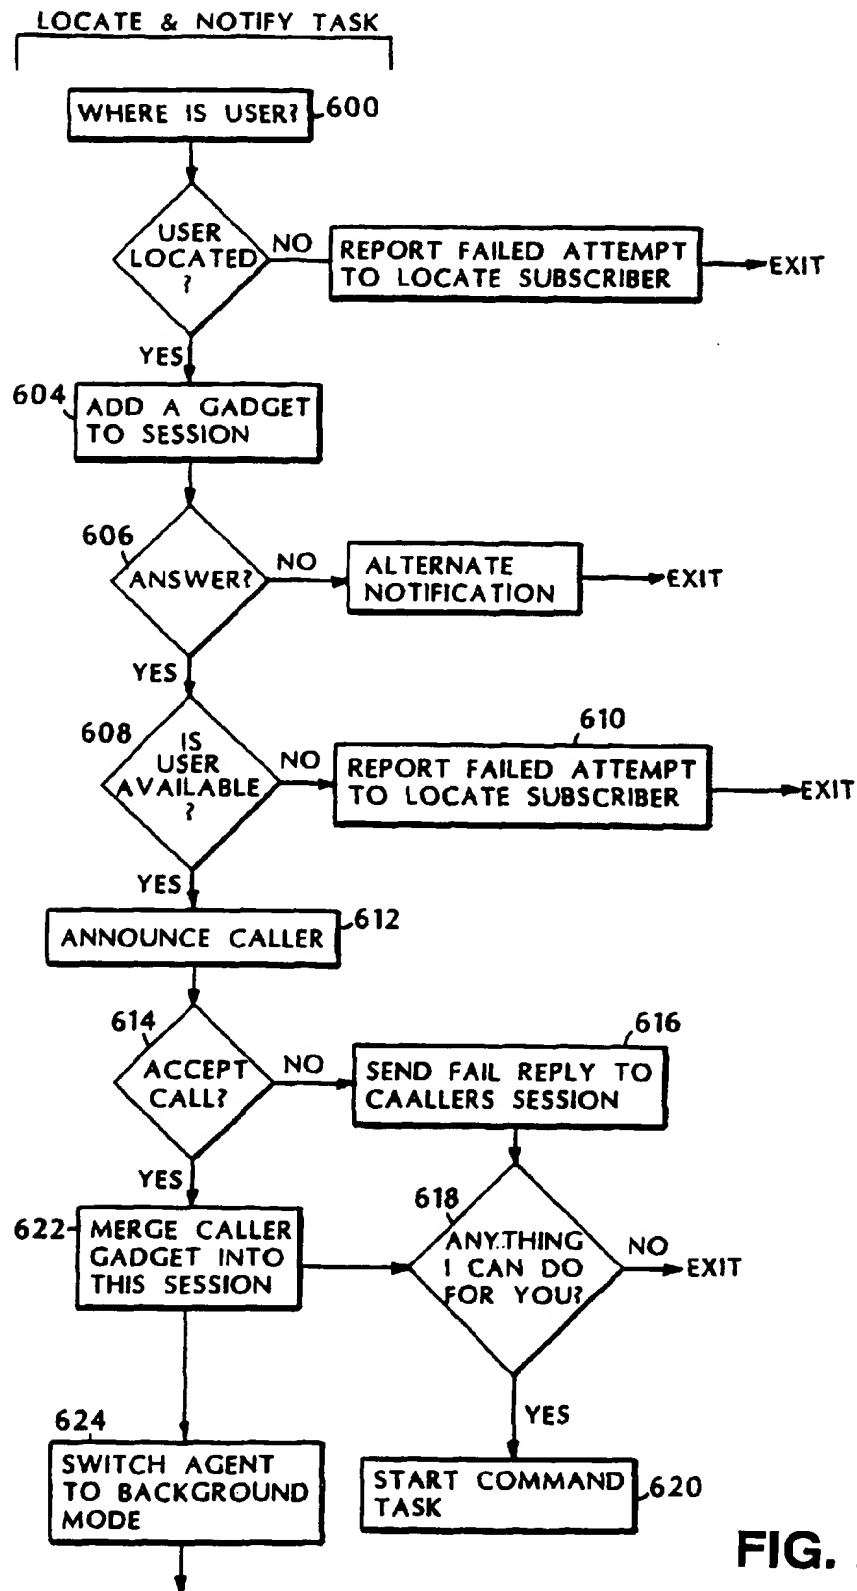 LOCATE & NOTIFY TASK
WHERE IS USER?
600
USER
LOCATED
?
NO
REPORT FAILED ATTEMPT
TO LOCATE SUBSCRIBER
EXIT
YES
604
ADD A GADGET
TO SESSION
606
ANSWER?
NO
ALTERNATE
NOTIFICATION
EXIT
YES
608
IS
USER
AVAILABLE
?
NO
610
REPORT FAILED ATTEMPT
TO LOCATE SUBSCRIBER
EXIT
YES
ANNOUNCE CALLER
612
614
ACCEPT
CALL?
NO
616
SEND FAIL REPLY TO
CAALLERS SESSION
YES
622
MERGE CALLER
GADGET INTO
THIS SESSION
618
ANY..THING
I CAN DO
FOR YOU?
NO
EXIT
YES
624
SWITCH AGENT
TO BACKGROUND
MODE
START COMMAND
TASK
620
FIG.